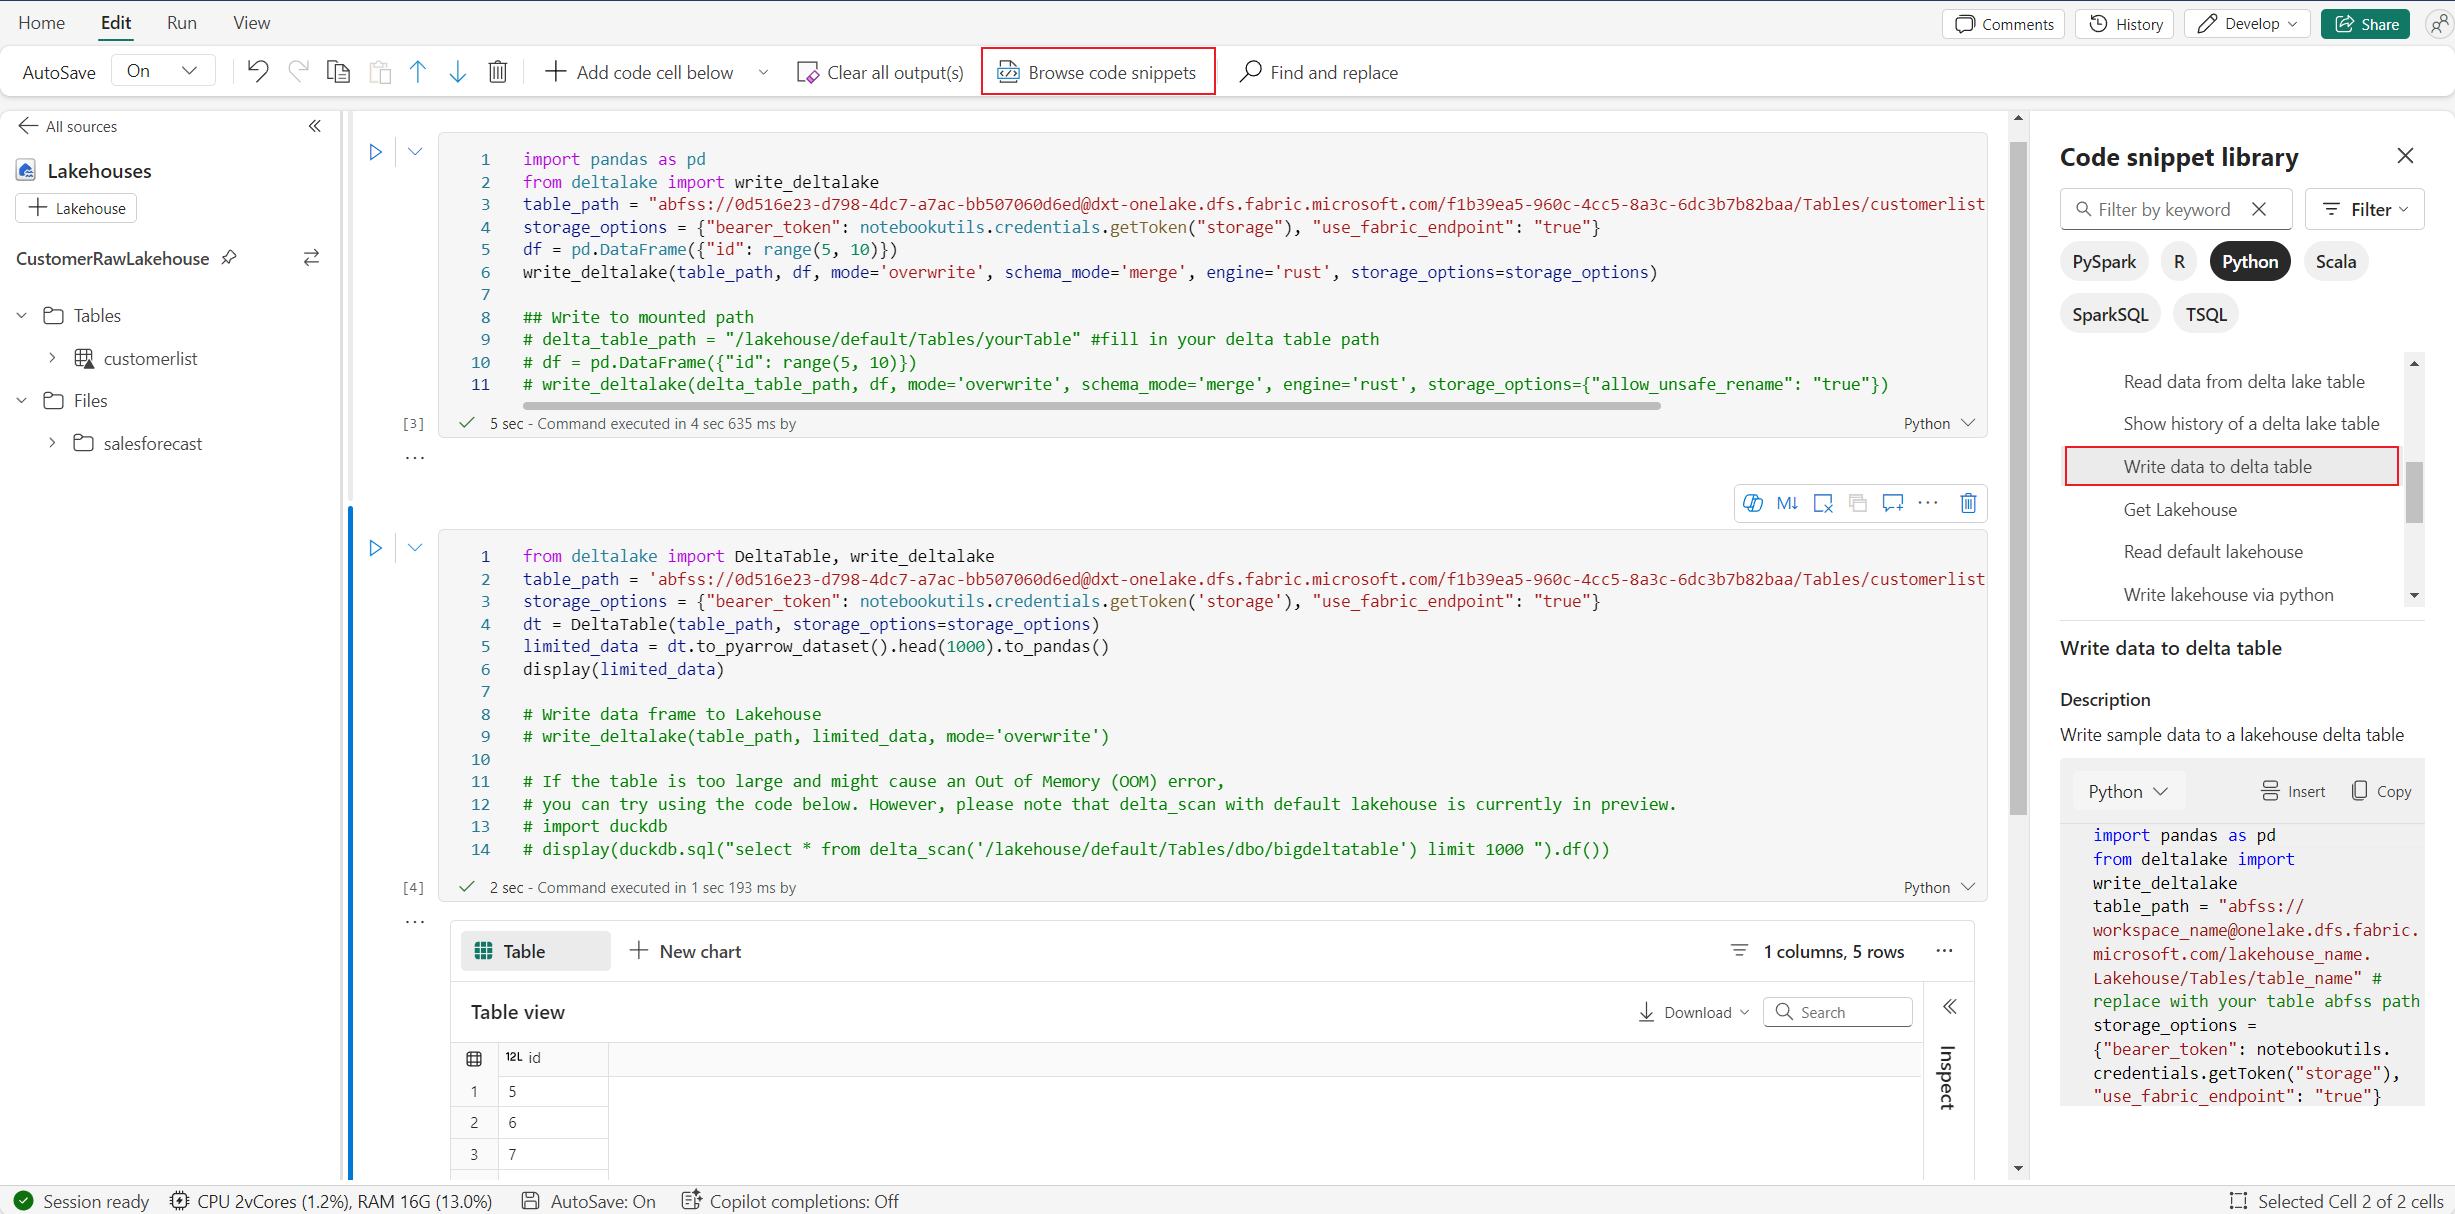 Home Edit Run View Comments History Develop Share
AutoSave On Add code cell below Clear all output(s) Browse code snippets Find and replace
All sources
Lakehouses
Lakehouse
CustomerRawLakehouse
Tables
customerlist
Files
salesforecast
1 import pandas as pd
2 from deltalake import write_deltalake
3 table_path = "abfss://0d516e23-d798-4dc7-a7ac-bb507060d6ed@dxt-onelake.dfs.fabric.microsoft.com/f1b39ea5-960c-4cc5-8a3c-6dc3b7b82baa/Tables/customerlist
4 storage_options = {"bearer_token": notebookutils.credentials.getToken("storage"), "use_fabric_endpoint": "true"}
5 df = pd.DataFrame({"id": range(5, 10)})
6 write_deltalake(table_path, df, mode='overwrite', schema_mode='merge', engine='rust', storage_options=storage_options)
7
8 ## Write to mounted path
9 # delta_table_path = "/lakehouse/default/Tables/yourTable" #fill in your delta table path
10 # df = pd.DataFrame({"id": range(5, 10)})
11 # write_deltalake(delta_table_path, df, mode='overwrite', schema_mode='merge', engine='rust', storage_options={"allow_unsafe_rename": "true"})
[3] 5 sec - Command executed in 4 sec 635 ms by Python
...
M↓ ...
1 from deltalake import DeltaTable, write_deltalake
2 table_path = 'abfss://0d516e23-d798-4dc7-a7ac-bb507060d6ed@dxt-onelake.dfs.fabric.microsoft.com/f1b39ea5-960c-4cc5-8a3c-6dc3b7b82baa/Tables/customerlist
3 storage_options = {"bearer_token": notebookutils.credentials.getToken('storage'), "use_fabric_endpoint": "true"}
4 dt = DeltaTable(table_path, storage_options=storage_options)
5 limited_data = dt.to_pyarrow_dataset().head(1000).to_pandas()
6 display(limited_data)
7
8 # Write data frame to Lakehouse
9 # write_deltalake(table_path, limited_data, mode='overwrite')
10
11 # If the table is too large and might cause an Out of Memory (OOM) error,
12 # you can try using the code below. However, please note that delta_scan with default lakehouse is currently in preview.
13 # import duckdb
14 # display(duckdb.sql("select * from delta_scan('/lakehouse/default/Tables/dbo/bigdeltatable') limit 1000 ").df())
[4] 2 sec - Command executed in 1 sec 193 ms by Python
...
Table New chart 1 columns, 5 rows ...
Table view Download Search
Inspect
12L id
1 5
2 6
3 7
Code snippet library
Filter by keyword Filter
PySpark R Python Scala
SparkSQL TSQL
Read data from delta lake table
Show history of a delta lake table
Write data to delta table
Get Lakehouse
Read default lakehouse
Write lakehouse via python
Write data to delta table
Description
Write sample data to a lakehouse delta table
Python Insert Copy
import pandas as pd
from deltalake import
write_deltalake
table_path = "abfss://
workspace_name@onelake.dfs.fabric.
microsoft.com/lakehouse_name.
Lakehouse/Tables/table_name" #
replace with your table abfss path
storage_options =
{"bearer_token": notebookutils.
credentials.getToken("storage"),
"use_fabric_endpoint": "true"}
Session ready CPU 2vCores (1.2%), RAM 16G (13.0%) AutoSave: On Copilot completions: Off Selected Cell 2 of 2 cells